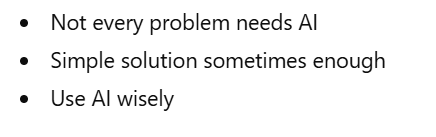 • Not every problem needs AI
• Simple solution sometimes enough
• Use AI wisely